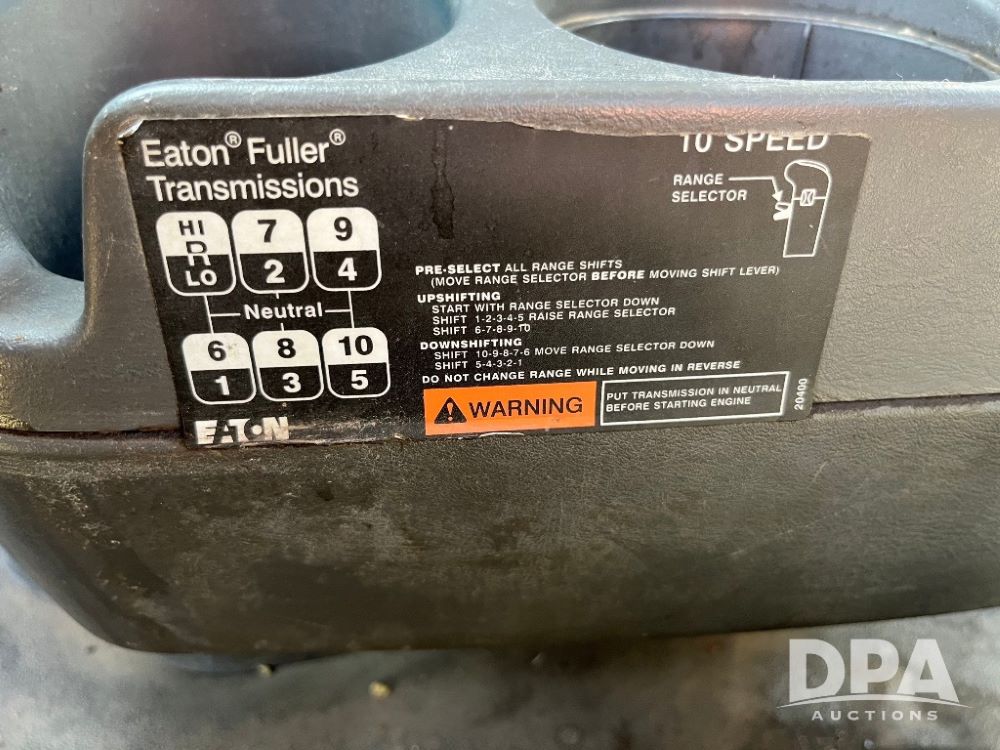 Eaton® Fuller®
Transmissions
10 SPEED
RANGE
SELECTOR
HI 7 9
R
LO 2 4
Neutral
6 8 10
1 3 5
PRE-SELECT ALL RANGE SHIFTS
(MOVE RANGE SELECTOR BEFORE MOVING SHIFT LEVER)
UPSHIFTING
START WITH RANGE SELECTOR DOWN
SHIFT 1-2-3-4-5 RAISE RANGE SELECTOR
SHIFT 6-7-8-9-10
DOWNSHIFTING
SHIFT 10-9-8-7-6 MOVE RANGE SELECTOR DOWN
SHIFT 5-4-3-2-1
DO NOT CHANGE RANGE WHILE MOVING IN REVERSE
WARNING
PUT TRANSMISSION IN NEUTRAL
BEFORE STARTING ENGINE
20400
EATON
DPA
AUCTIONS